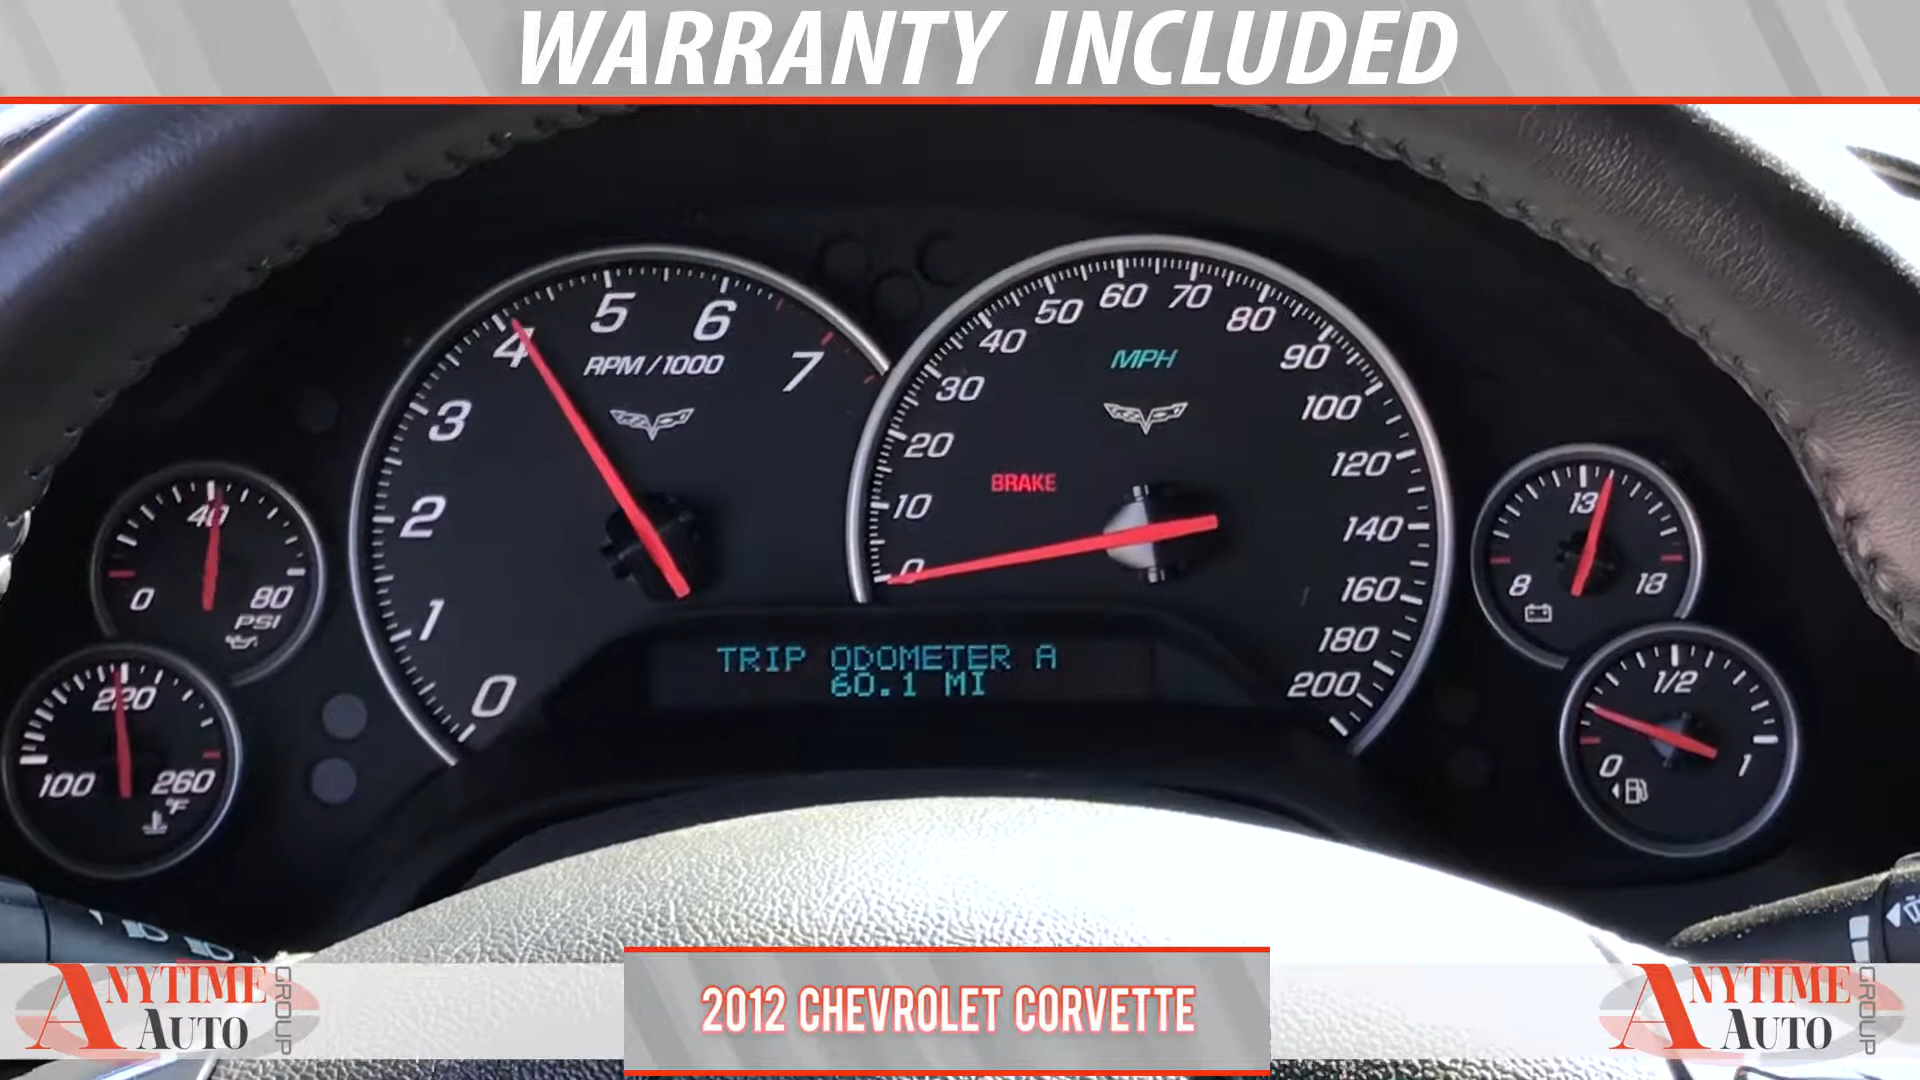 WARRANTY INCLUDED
0
1
2
3
4
5
6
7
RPM/1000
0
10
20
30
40
50
60
70
80
90
100
120
140
160
180
200
MPH
BRAKE
40
0
80
PSI
220
100
260
°F
13
8
18
1/2
0
1
TRIP ODOMETER A
60.1 MI
ANYTIME
AUTO
GROUP
2012 CHEVROLET CORVETTE
ANYTIME
AUTO
GROUP